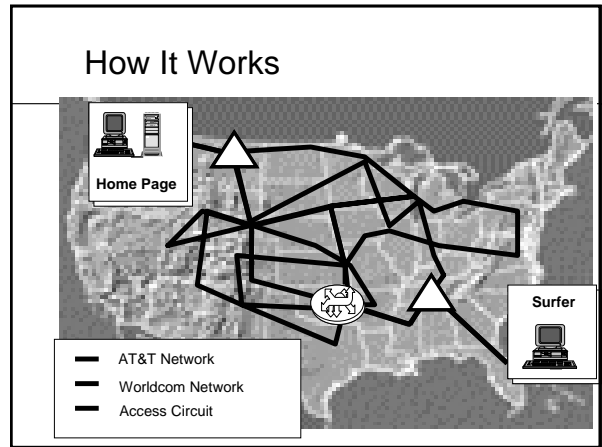 How It Works
Home Page
Surfer
AT&T Network
Worldcom Network
Access Circuit